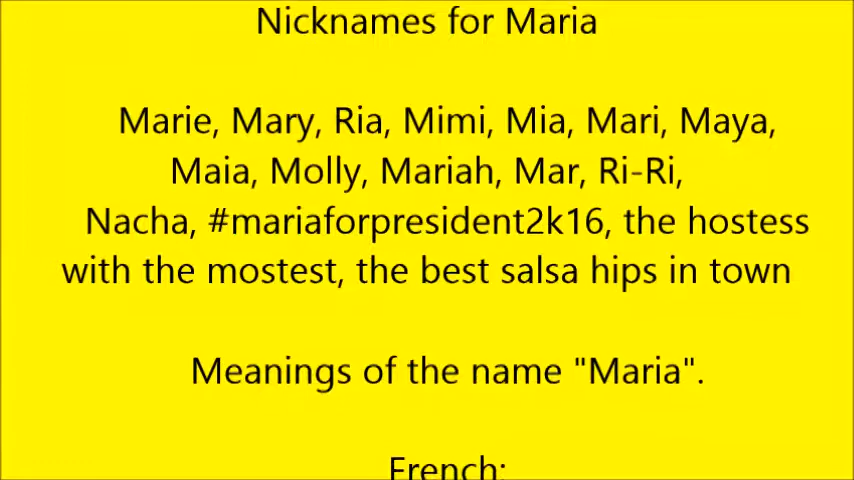 Nicknames for Maria
Marie, Mary, Ria, Mimi, Mia, Mari, Maya,
Maia, Molly, Mariah, Mar, Ri-Ri,
Nacha, #mariaforpresident2k16, the hostess
with the mostest, the best salsa hips in town
Meanings of the name "Maria".
French: